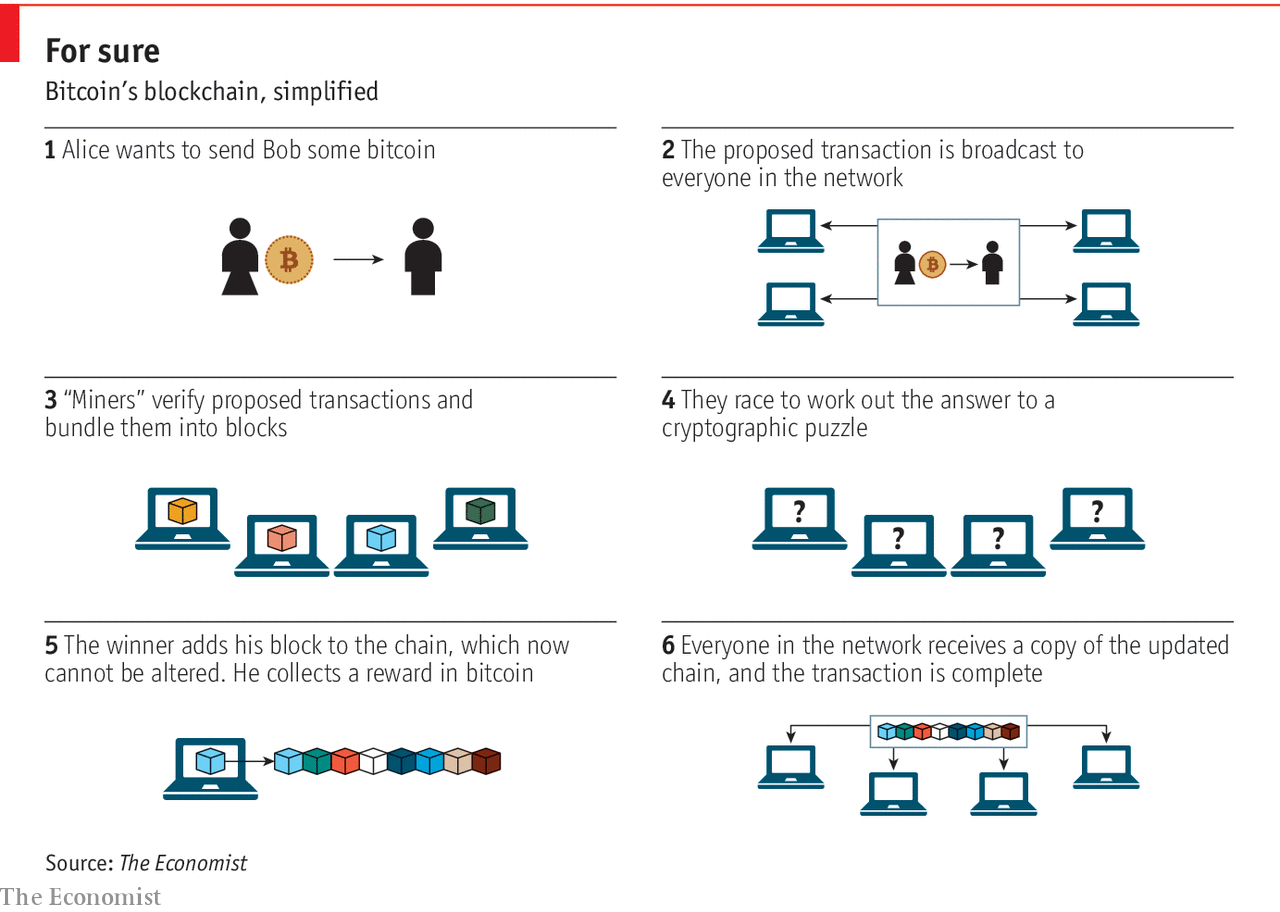 For sure
Bitcoin’s blockchain, simplified
1 Alice wants to send Bob some bitcoin
2 The proposed transaction is broadcast to
everyone in the network
3 “Miners” verify proposed transactions and
bundle them into blocks
4 They race to work out the answer to a
cryptographic puzzle
? ? ? ?
5 The winner adds his block to the chain, which now
cannot be altered. He collects a reward in bitcoin
6 Everyone in the network receives a copy of the updated
chain, and the transaction is complete
Source: The Economist
The Economist